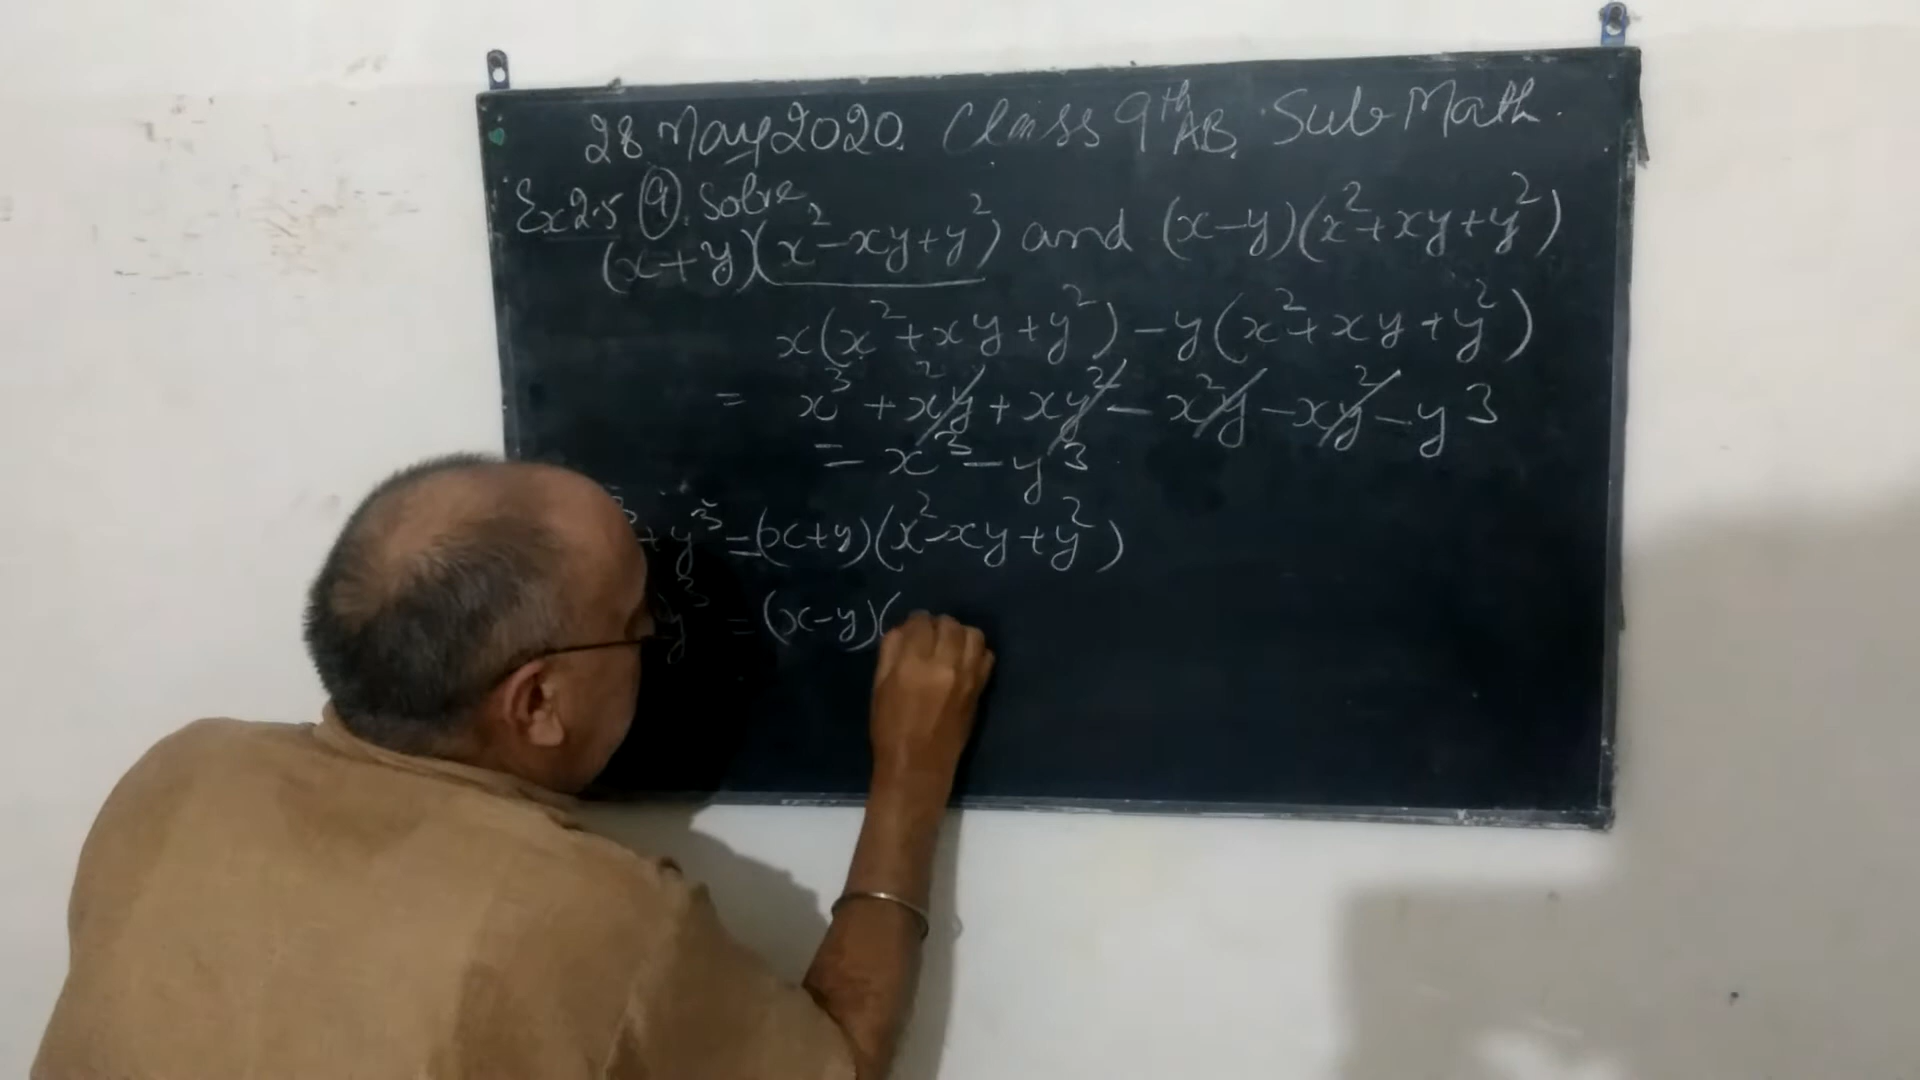 28 May 2020. Class 9th AB. Sub Math.
Ex 2.5 (9). Solve
(x+y)(x²-xy+y²) and (x-y)(x²+xy+y²)
x(x²+xy+y²) - y(x²+xy+y²)
= x³ + x²y + xy² - x²y - xy² - y³
= x³ - y³
³ + y³ = (x+y)(x²-xy+y²)
y³ = (x-y)(